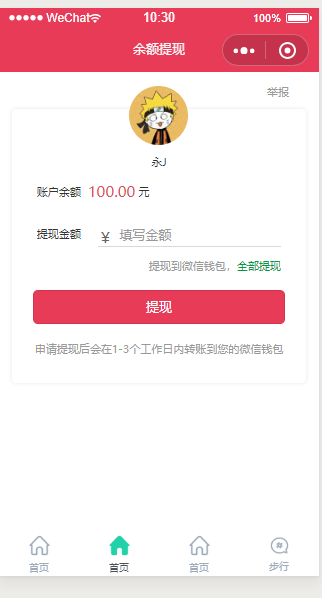 WeChat 10:30 100%
余额提现
举报
永J
账户余额 100.00 元
提现金额 ¥ 填写金额
提现到微信钱包，全部提现
提现
申请提现后会在1-3个工作日内转账到您的微信钱包
首页 首页 首页 步行